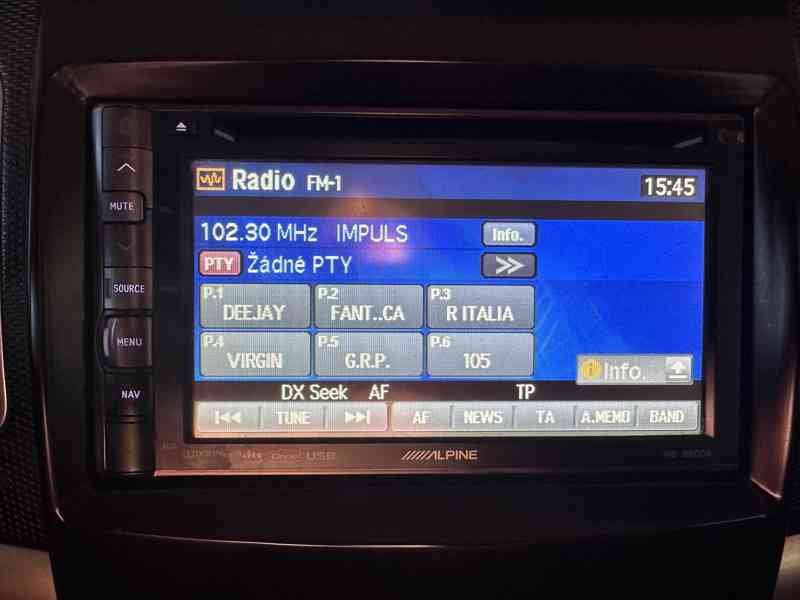 Radio FM-1 15:45
MUTE
102.30 MHz IMPULS Info.
PTY Žádné PTY >>
SOURCE
P.1 DEEJAY P.2 FANT..CA P.3 R ITALIA
MENU
P.4 VIRGIN P.5 G.R.P. P.6 105
i Info.
NAV
DX Seek AF TP
TUNE AF NEWS TA A.MEMO BAND
dts USB ALPINE